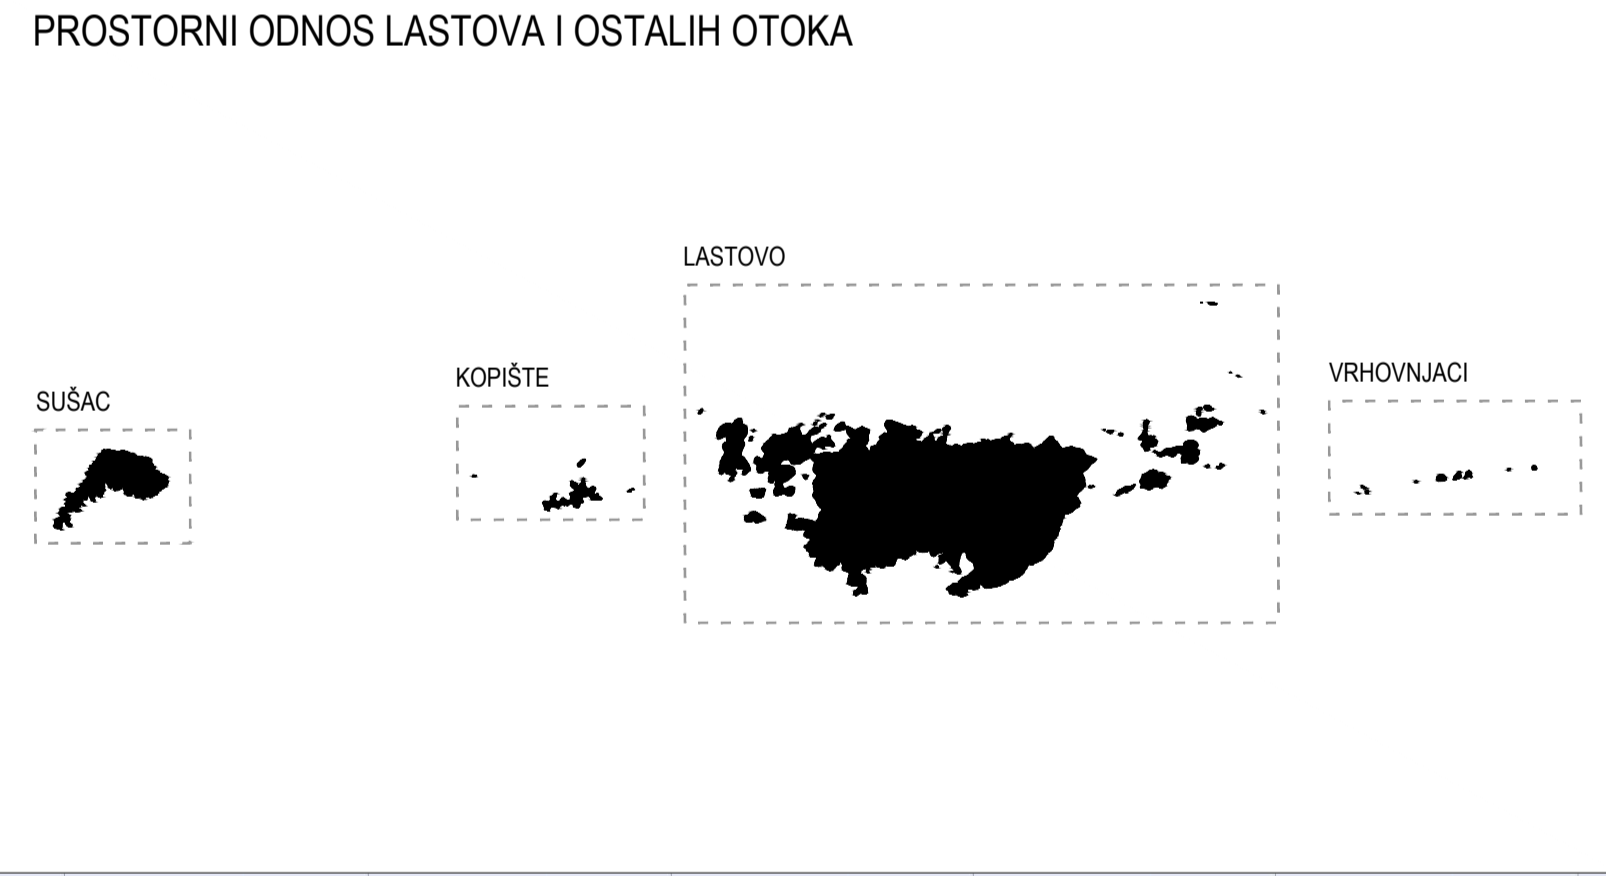 PROSTORNI ODNOS LASTOVA I OSTALIH OTOKA
LASTOVO
VRHOVNJACI
KOPIŠTE
SUŠAC